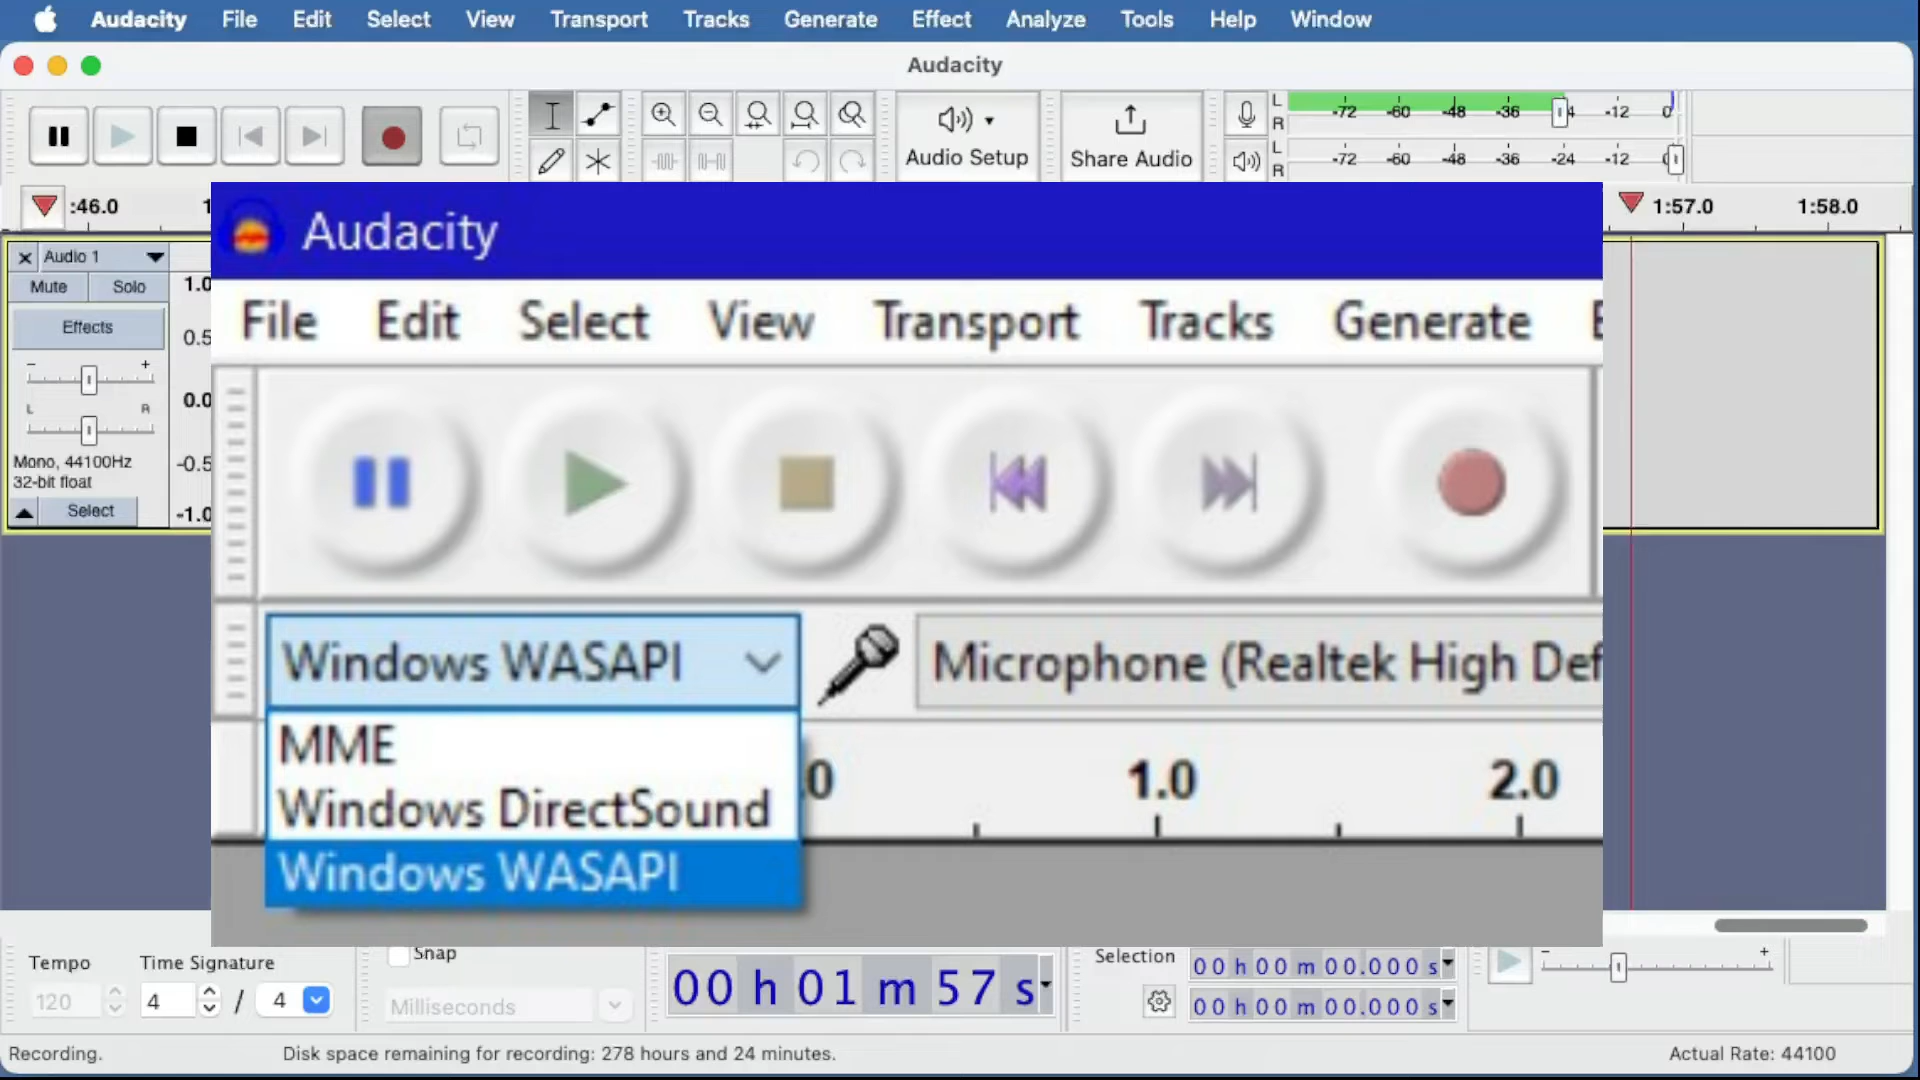 Audacity File Edit Select View Transport Tracks Generate Effect Analyze Tools Help Window
Audacity
Audio Setup
Share Audio
L
R
-72 -60 -48 -36 -12 0
L
R
-72 -60 -48 -36 -24 -12
:46.0
1:57.0 1:58.0
Audio 1
Mute Solo
Effects
- +
L R
Mono, 44100Hz
32-bit float
Select
1.0
0.5
0.0
-0.5
-1.0
Audacity
File Edit Select View Transport Tracks Generate
Windows WASAPI
Microphone (Realtek High Def
MME
Windows DirectSound
Windows WASAPI
0 1.0 2.0
Tempo
120
Time Signature
4 / 4
Snap
Milliseconds
00 h 01 m 57 s
Selection
00 h 00 m 00.000 s
00 h 00 m 00.000 s
- +
Recording.
Disk space remaining for recording: 278 hours and 24 minutes.
Actual Rate: 44100